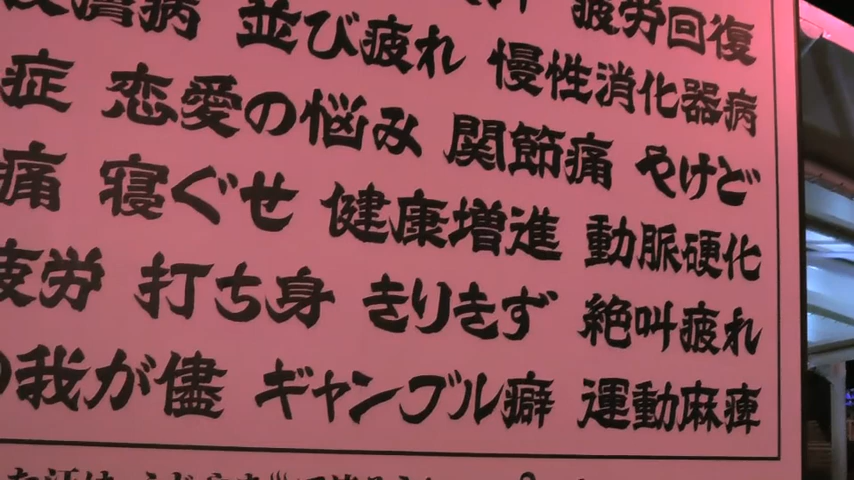 皮膚病 並び疲れ 疲労回復
症 恋愛の悩み 慢性消化器病
痛 寝ぐせ 関節痛 やけど
疲労 打ち身 健康増進 動脈硬化
の我が儘 きりきず 絶叫疲れ
ギャンブル癖 運動麻痺